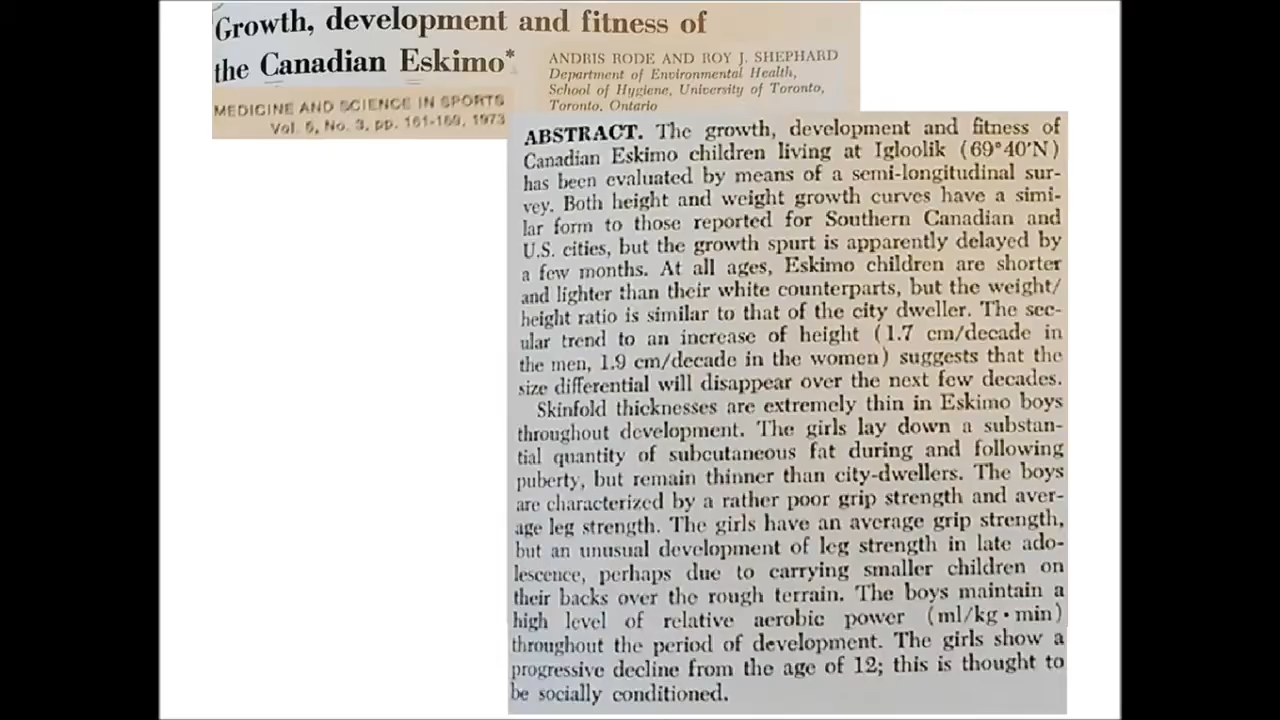 Growth, development and fitness of
the Canadian Eskimo*
ANDRIS RODE AND ROY J. SHEPHARD
Department of Environmental Health,
School of Hygiene, University of Toronto,
Toronto, Ontario
MEDICINE AND SCIENCE IN SPORTS
Vol. 5, No. 3, pp. 161-169, 1973
ABSTRACT. The growth, development and fitness of
Canadian Eskimo children living at Igloolik (69°40'N)
has been evaluated by means of a semi-longitudinal sur-
vey. Both height and weight growth curves have a simi-
lar form to those reported for Southern Canadian and
U.S. cities, but the growth spurt is apparently delayed by
a few months. At all ages, Eskimo children are shorter
and lighter than their white counterparts, but the weight/
height ratio is similar to that of the city dweller. The sec-
ular trend to an increase of height (1.7 cm/decade in
the men, 1.9 cm/decade in the women) suggests that the
size differential will disappear over the next few decades.
Skinfold thicknesses are extremely thin in Eskimo boys
throughout development. The girls lay down a substan-
tial quantity of subcutaneous fat during and following
puberty, but remain thinner than city-dwellers. The boys
are characterized by a rather poor grip strength and aver-
age leg strength. The girls have an average grip strength,
but an unusual development of leg strength in late ado-
lescence, perhaps due to carrying smaller children on
their backs over the rough terrain. The boys maintain a
high level of relative aerobic power (ml/kg·min)
throughout the period of development. The girls show a
progressive decline from the age of 12; this is thought to
be socially conditioned.